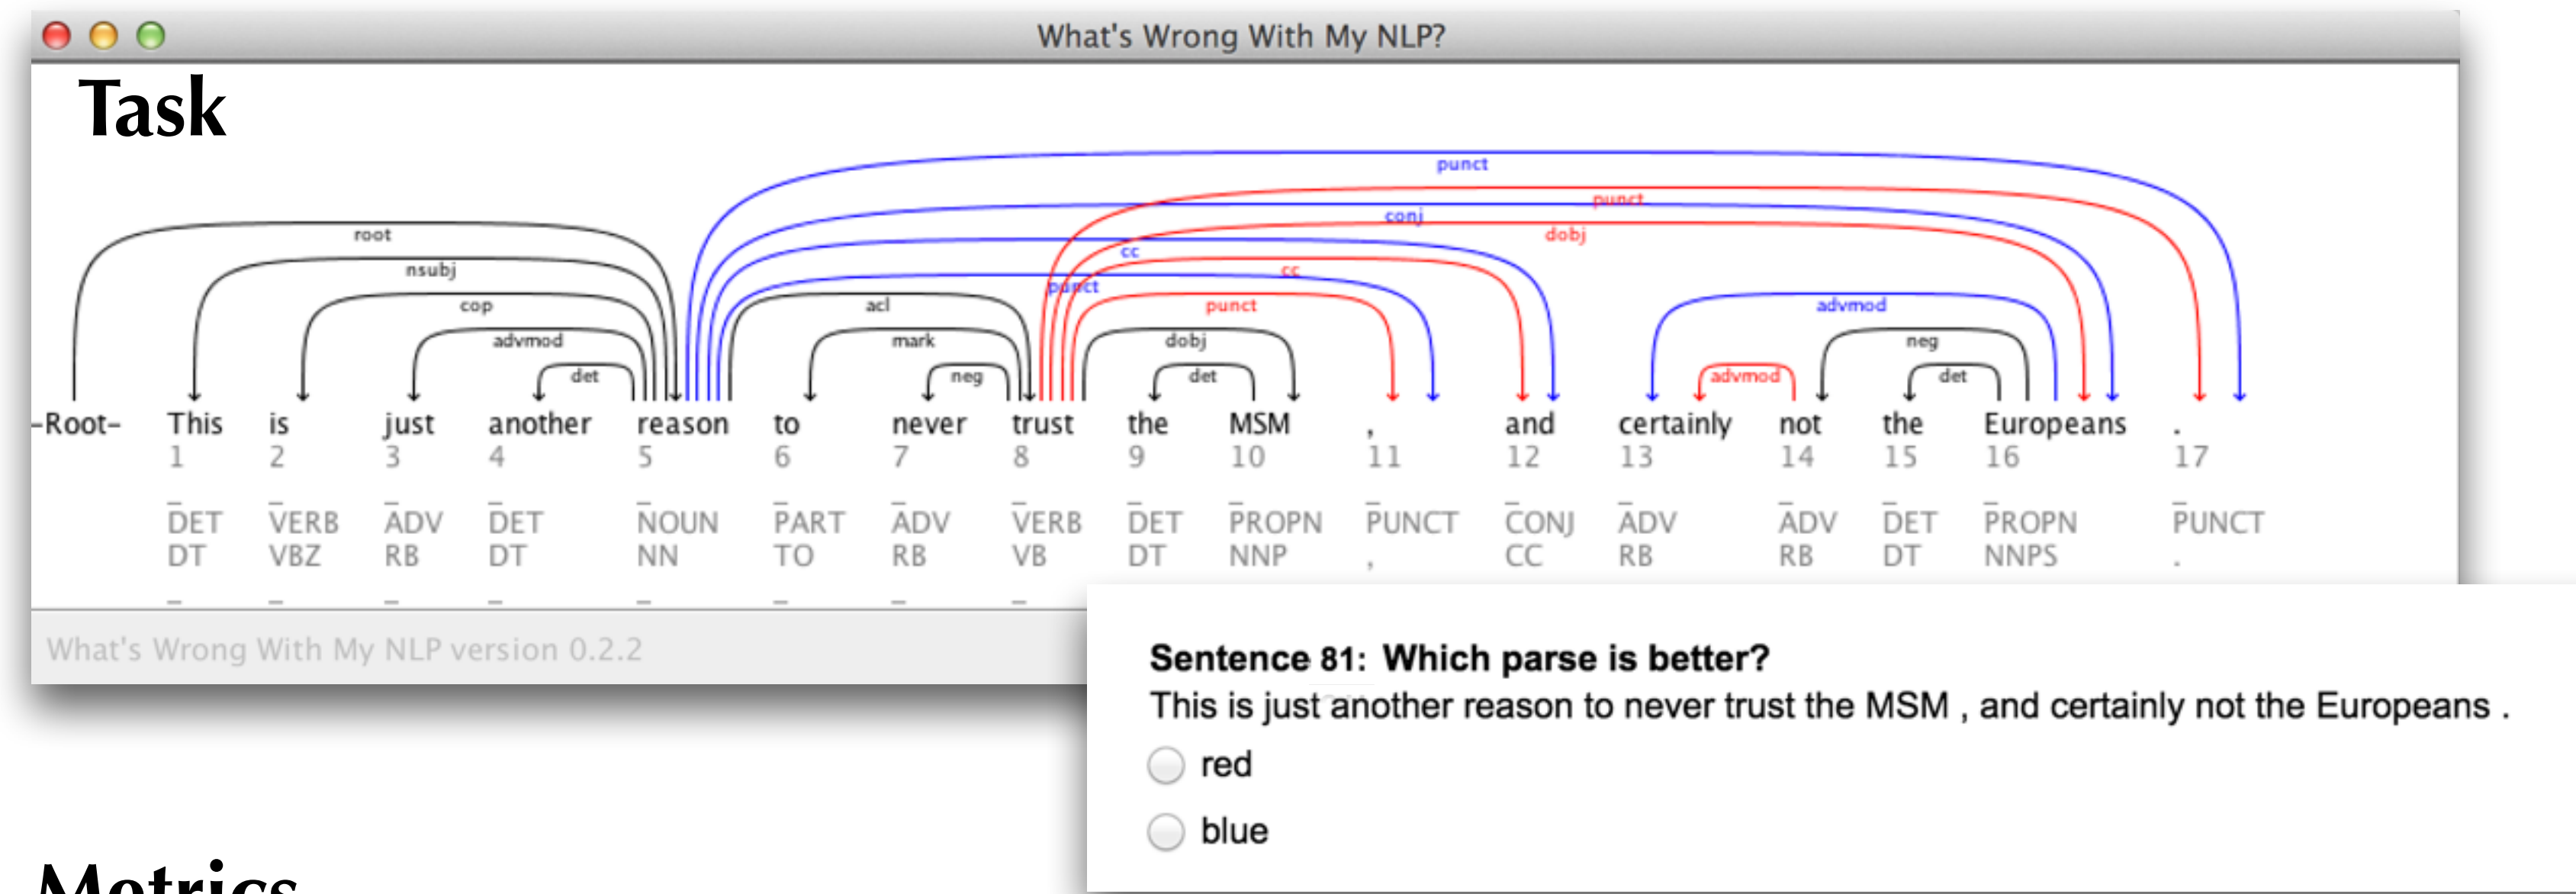 What's Wrong With My NLP?
Task
punct
punct
conj
root
dobj
cc
nsubj
cc
punct
cop
acl
punct
advmod
advmod
mark
dobj
neg
det
neg
det
advmod
det
-Root- This is just another reason to never trust the MSM , and certainly not the Europeans .
1 2 3 4 5 6 7 8 9 10 11 12 13 14 15 16 17
_ _ _ _ _ _ _ _ _ _ _ _ _ _ _ _ _
DET VERB ADV DET NOUN PART ADV VERB DET PROPN PUNCT CONJ ADV ADV DET PROPN PUNCT
DT VBZ RB DT NN TO RB VB DT NNP , CC RB RB DT NNPS .
_ _ _ _ _ _ _ _
What's Wrong With My NLP version 0.2.2
Sentence 81: Which parse is better?
This is just another reason to never trust the MSM , and certainly not the Europeans .
red
blue
Metrics